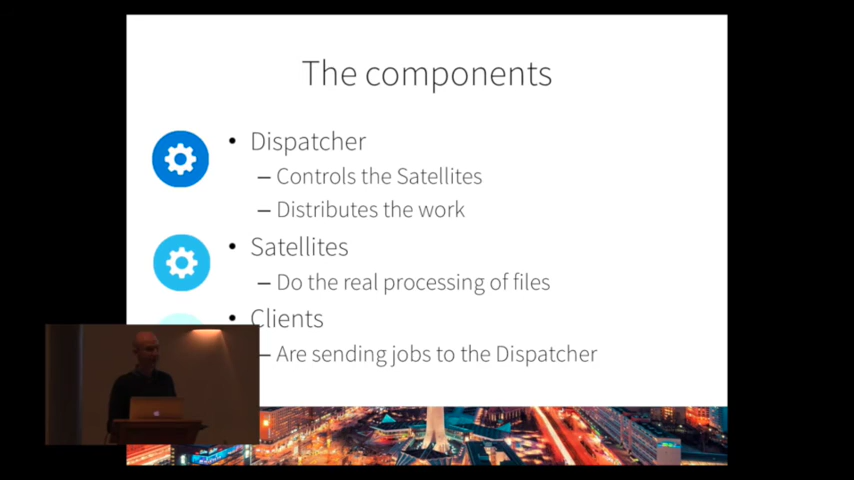 The components
• Dispatcher
– Controls the Satellites
– Distributes the work
• Satellites
– Do the real processing of files
• Clients
– Are sending jobs to the Dispatcher